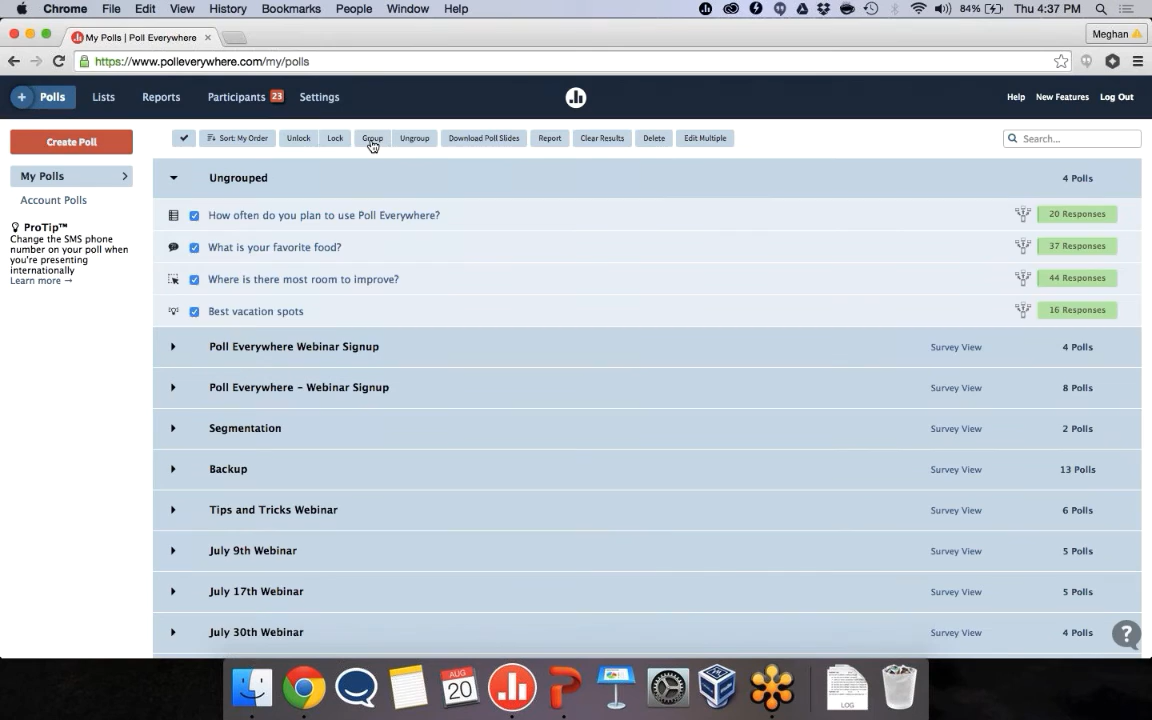 Chrome File Edit View History Bookmarks People Window Help 84% Thu 4:37 PM
My Polls | Poll Everywhere Meghan
https://www.polleverywhere.com/my/polls
+ Polls Lists Reports Participants 23 Settings Help New Features Log Out
Create Poll
My Polls
Account Polls
ProTip™
Change the SMS phone
number on your poll when
you're presenting
internationally
Learn more →
Sort: My Order Unlock Lock Group Ungroup Download Poll Slides Report Clear Results Delete Edit Multiple Search...
Ungrouped 4 Polls
How often do you plan to use Poll Everywhere? 20 Responses
What is your favorite food? 37 Responses
Where is there most room to improve? 44 Responses
Best vacation spots 16 Responses
Poll Everywhere Webinar Signup Survey View 4 Polls
Poll Everywhere - Webinar Signup Survey View 8 Polls
Segmentation Survey View 2 Polls
Backup Survey View 13 Polls
Tips and Tricks Webinar Survey View 6 Polls
July 9th Webinar Survey View 5 Polls
July 17th Webinar Survey View 5 Polls
July 30th Webinar Survey View 4 Polls
?
AUG
20
LOG